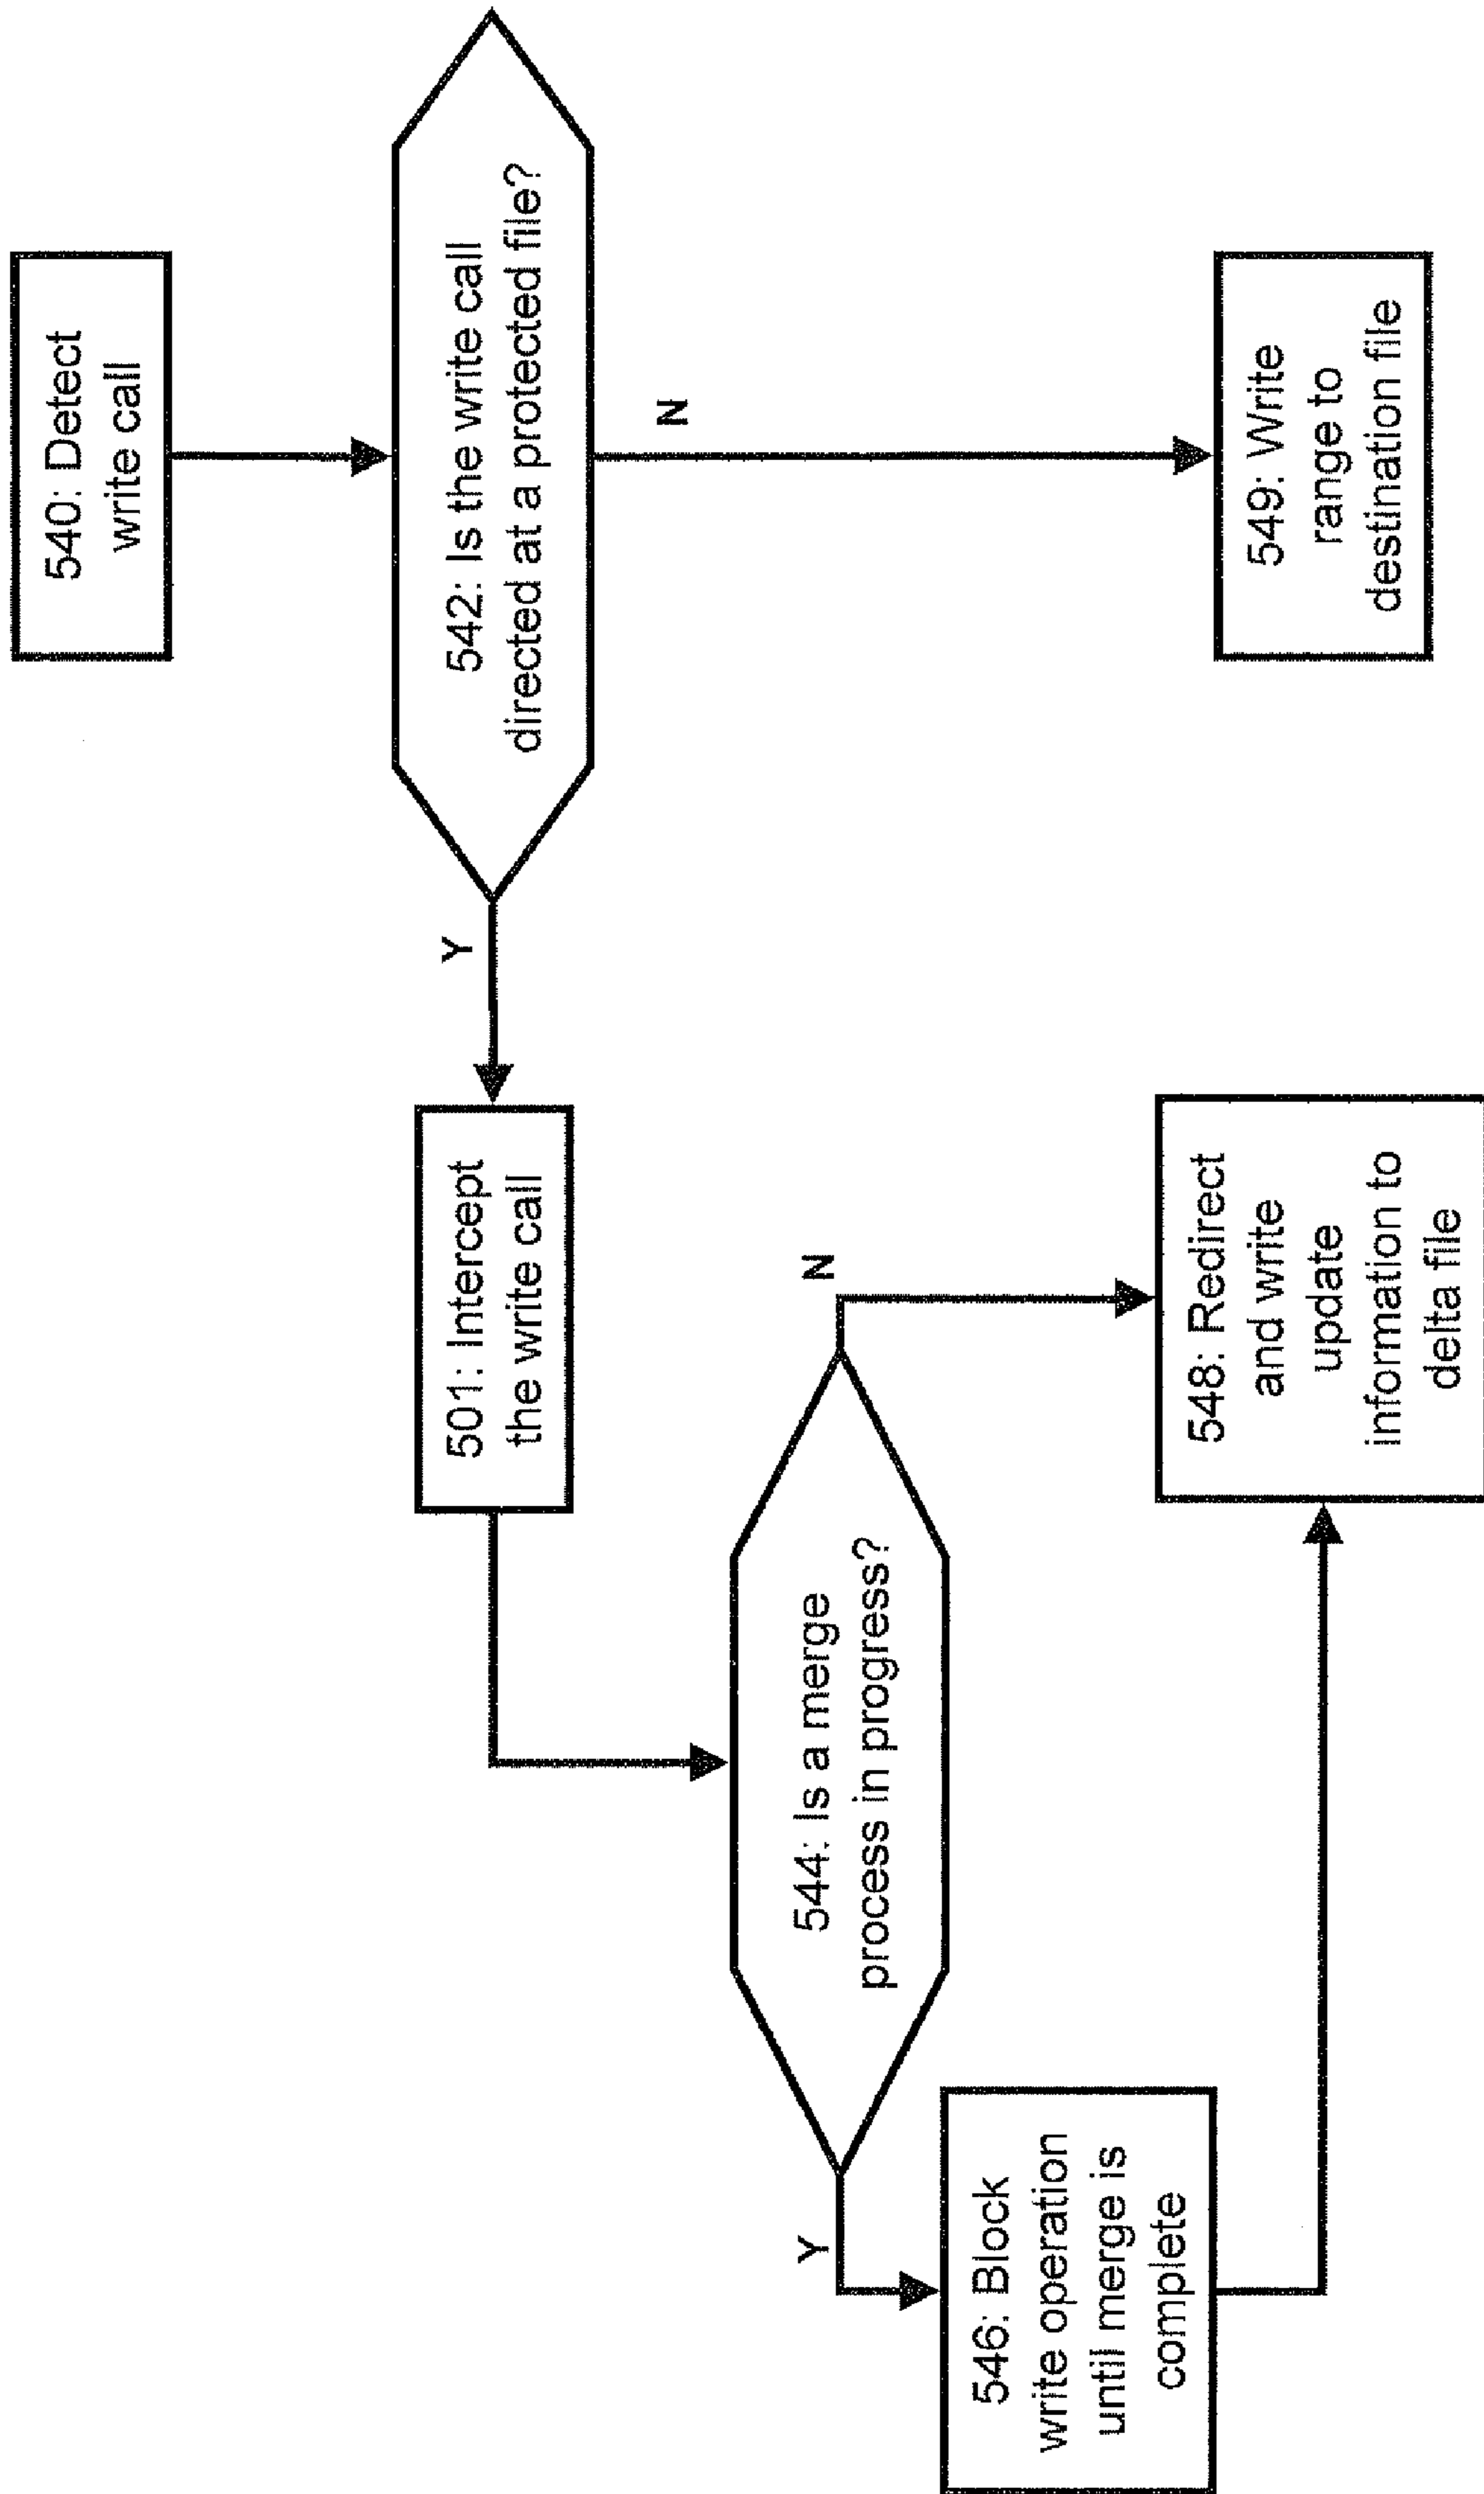 540: Detect
write call
542: Is the write call
directed at a protected file?
Y
N
501: Intercept
the write call
549: Write
range to
destination file
544: Is a merge
process in progress?
Y
N
546: Block
write operation
until merge is
complete
548: Redirect
and write
update
information to
delta file